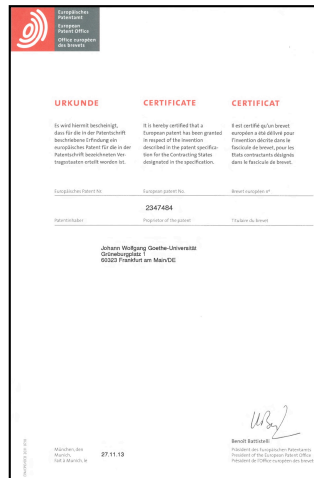 Europäisches
Patentamt
European
Patent Office
Office européen
des brevets
URKUNDE
CERTIFICATE
CERTIFICAT
Es wird hiermit bescheinigt,
dass für die in der Patentschrift
beschriebene Erfindung ein
europäisches Patent für die in der
Patentschrift bezeichneten Ver-
tragsstaaten erteilt worden ist.
It is hereby certified that a
European patent has been granted
in respect of the invention
described in the patent specifica-
tion for the Contracting States
designated in the specification.
Il est certifié qu'un brevet
européen a été délivré pour
l'invention décrite dans le
fascicule de brevet, pour les
Etats contractants désignés
dans le fascicule de brevet.
Europäisches Patent Nr.
European patent No.
Brevet européen n°
2347484
Patentinhaber
Proprietor of the patent
Titulaire du brevet
Johann Wolfgang Goethe-Universität
Grüneburgplatz 1
60323 Frankfurt am Main/DE
Benoît Battistelli
Präsident des Europäischen Patentamts
President of the European Patent Office
Président de l'Office européen des brevets
München, den
Munich,
Fait à Munich, le
27.11.13